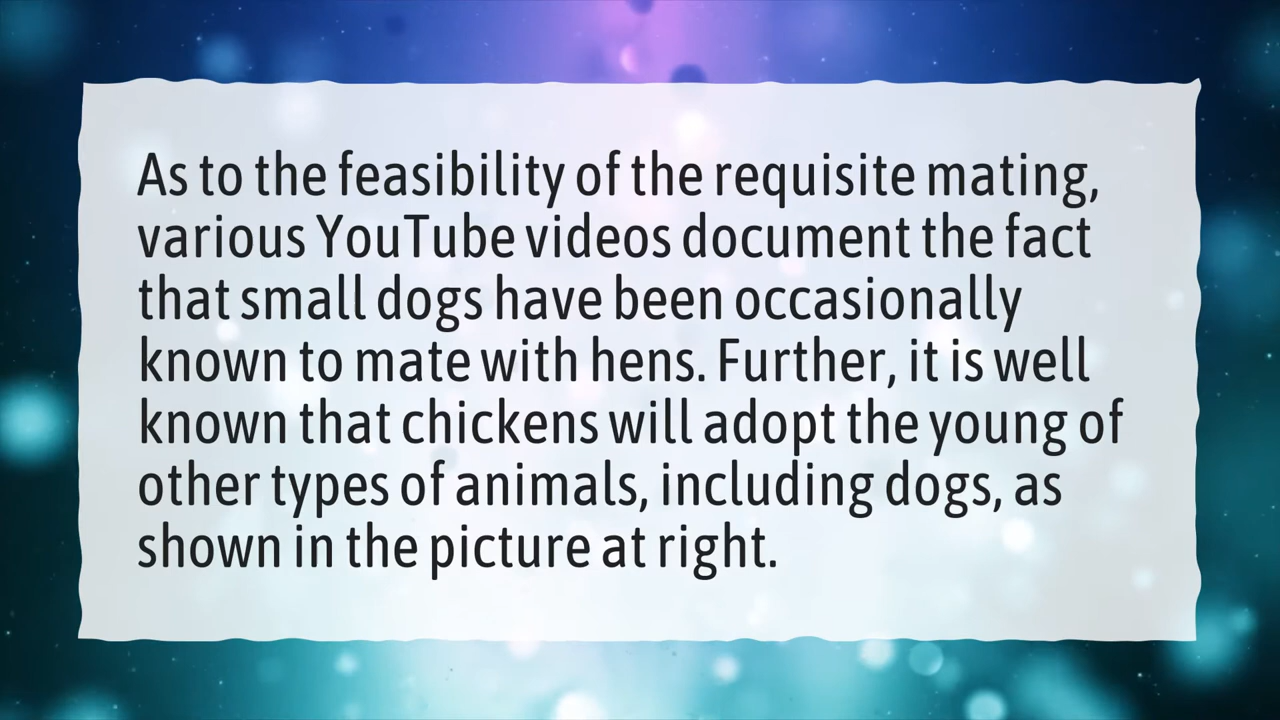 As to the feasibility of the requisite mating,
various YouTube videos document the fact
that small dogs have been occasionally
known to mate with hens. Further, it is well
known that chickens will adopt the young of
other types of animals, including dogs, as
shown in the picture at right.